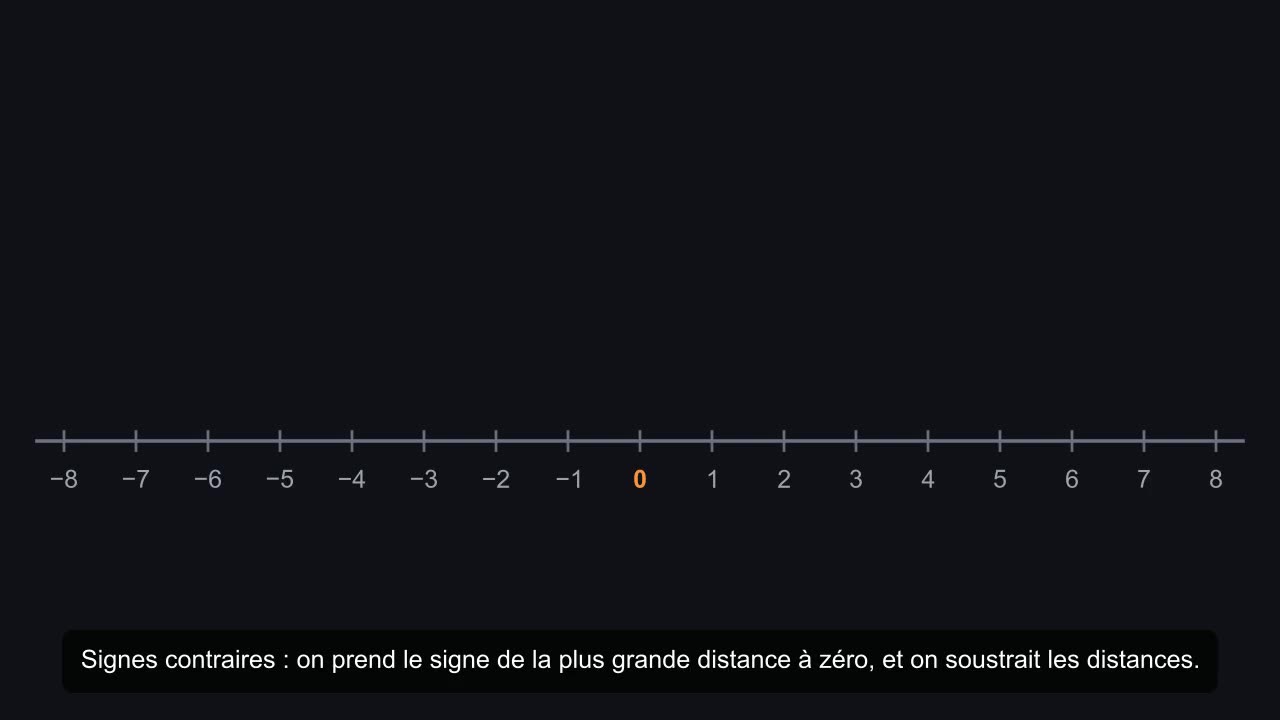 −8 −7 −6 −5 −4 −3 −2 −1 0 1 2 3 4 5 6 7 8
Signes contraires : on prend le signe de la plus grande distance à zéro, et on soustrait les distances.